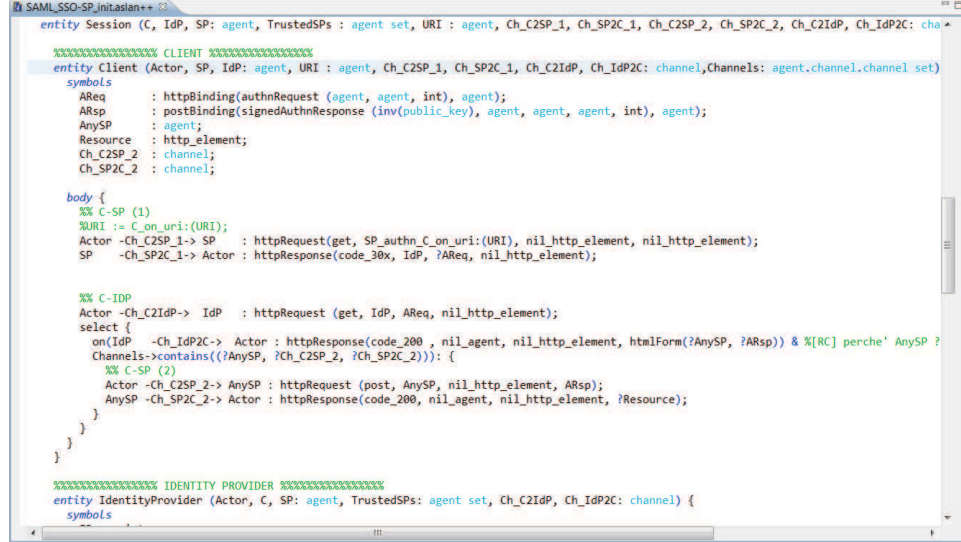 SAML_SSO-SP_init.aslan++
entity Session (C, IdP, SP: agent, TrustedSPs : agent set, URI : agent, Ch_C2SP_1, Ch_SP2C_1, Ch_C2SP_2, Ch_SP2C_2, Ch_C2IdP, Ch_IdP2C: cha
%%%%%%%%%%%%%%%% CLIENT %%%%%%%%%%%%%%%%
entity Client (Actor, SP, IdP: agent, URI : agent, Ch_C2SP_1, Ch_SP2C_1, Ch_C2IdP, Ch_IdP2C: channel,Channels: agent.channel.channel set)
symbols
AReq : httpBinding(authnRequest (agent, agent, int), agent);
ARsp : postBinding(signedAuthnResponse (inv(public_key), agent, agent, agent, int), agent);
AnySP : agent;
Resource : http_element;
Ch_C2SP_2 : channel;
Ch_SP2C_2 : channel;
body {
%% C-SP (1)
%URI := C_on_uri:(URI);
Actor -Ch_C2SP_1-> SP : httpRequest(get, SP_authn_C_on_uri:(URI), nil_http_element, nil_http_element);
SP -Ch_SP2C_1-> Actor : httpResponse(code_30x, IdP, ?AReq, nil_http_element);
%% C-IDP
Actor -Ch_C2IdP-> IdP : httpRequest (get, IdP, AReq, nil_http_element);
select {
on(IdP -Ch_IdP2C-> Actor : httpResponse(code_200 , nil_agent, nil_http_element, htmlForm(?AnySP, ?ARsp)) & %[RC] perche' AnySP ?
Channels->contains((?AnySP, ?Ch_C2SP_2, ?Ch_SP2C_2))): {
%% C-SP (2)
Actor -Ch_C2SP_2-> AnySP : httpRequest (post, AnySP, nil_http_element, ARsp);
AnySP -Ch_SP2C_2-> Actor : httpResponse(code_200, nil_agent, nil_http_element, ?Resource);
}
}
}
}
%%%%%%%%%%%%%%%% IDENTITY PROVIDER %%%%%%%%%%%%%%%%
entity IdentityProvider (Actor, C, SP: agent, TrustedSPs: agent set, Ch_C2IdP, Ch_IdP2C: channel) {
symbols